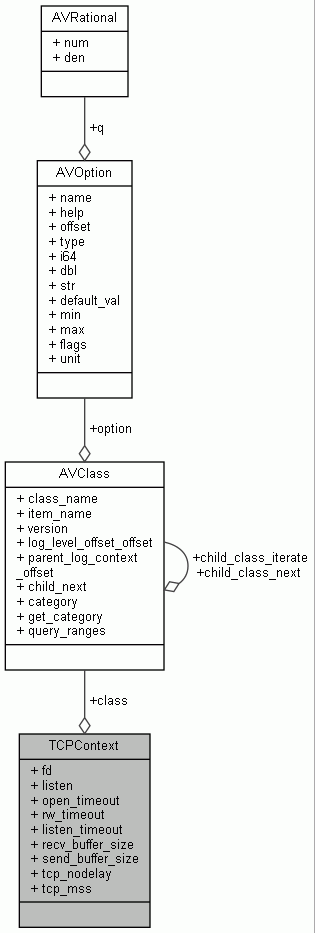 AVRational
+ num
+ den
+q
AVOption
+ name
+ help
+ offset
+ type
+ i64
+ dbl
+ str
+ default_val
+ min
+ max
+ flags
+ unit
+option
AVClass
+ class_name
+ item_name
+ version
+ log_level_offset_offset
+ parent_log_context
_offset
+ child_next
+ category
+ get_category
+ query_ranges
+child_class_iterate
+child_class_next
+class
TCPContext
+ fd
+ listen
+ open_timeout
+ rw_timeout
+ listen_timeout
+ recv_buffer_size
+ send_buffer_size
+ tcp_nodelay
+ tcp_mss